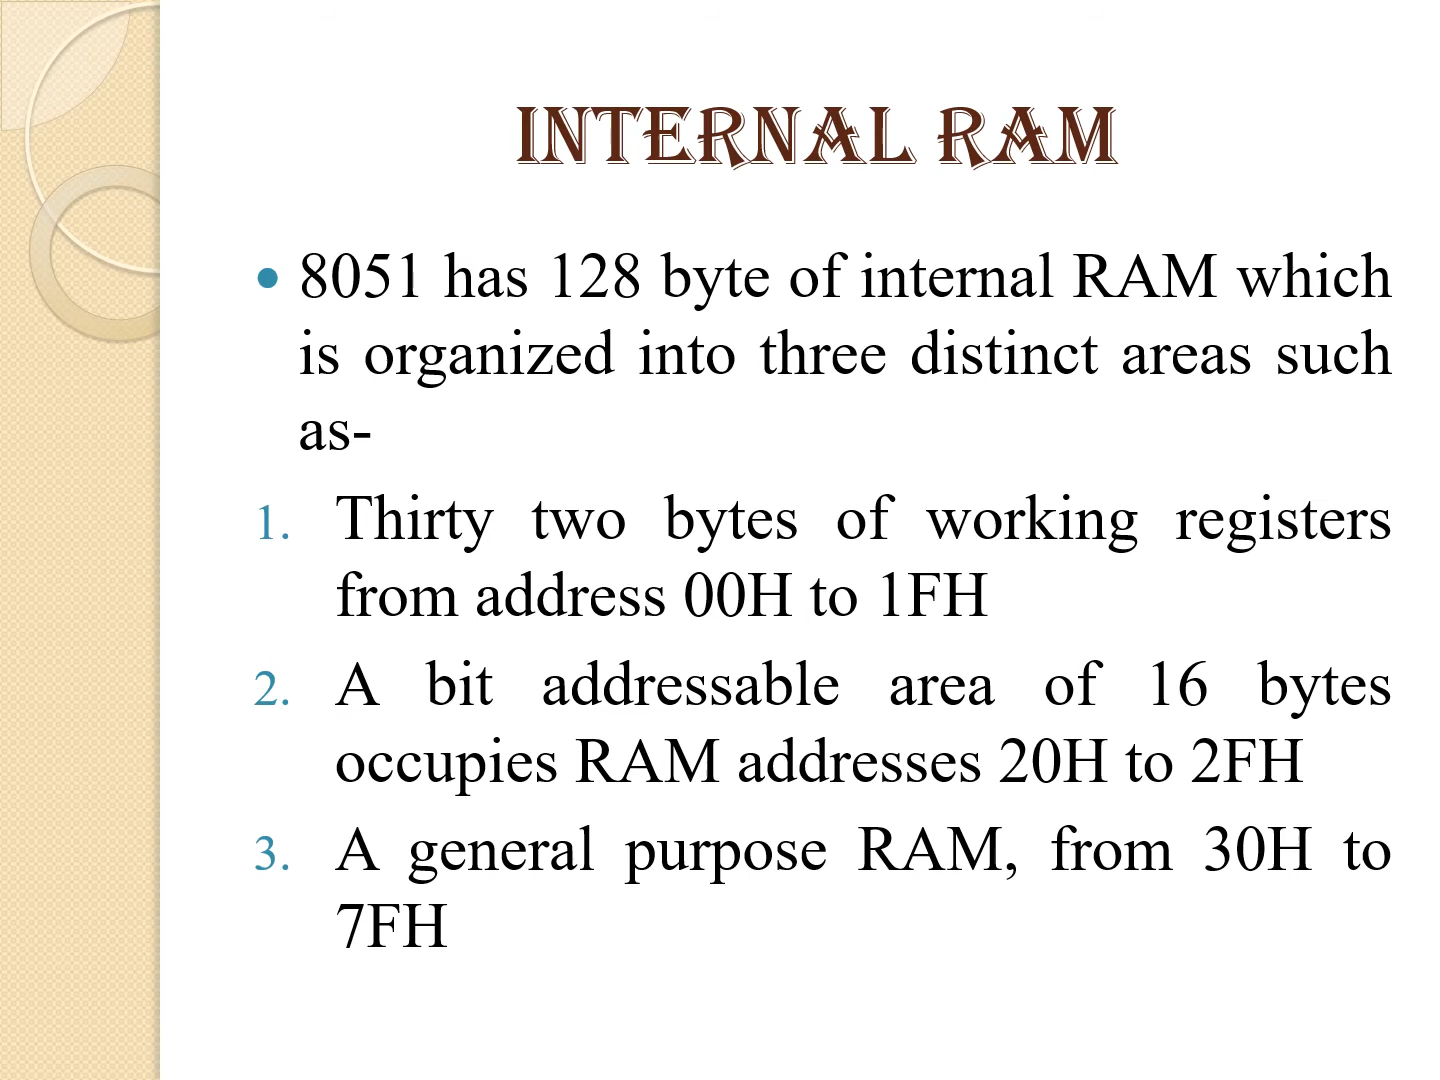 INTERNAL RAM
• 8051 has 128 byte of internal RAM which
is organized into three distinct areas such
as-
1. Thirty two bytes of working registers
from address 00H to 1FH
2. A bit addressable area of 16 bytes
occupies RAM addresses 20H to 2FH
3. A general purpose RAM, from 30H to
7FH